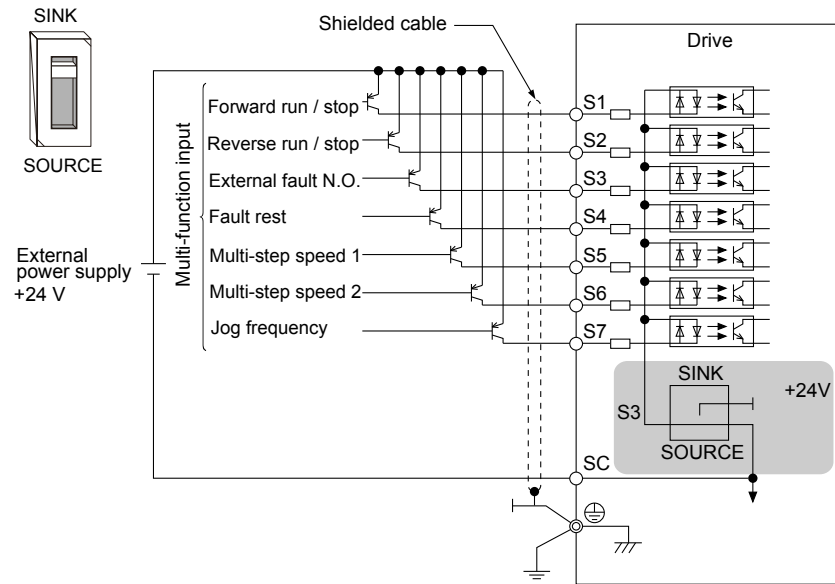 SINK
SOURCE
Shielded cable
Drive
Multi-function input
Forward run / stop
Reverse run / stop
External fault N.O.
Fault rest
Multi-step speed 1
Multi-step speed 2
Jog frequency
External
power supply
+24 V
S1
S2
S3
S4
S5
S6
S7
SINK
+24V
S3
SOURCE
SC